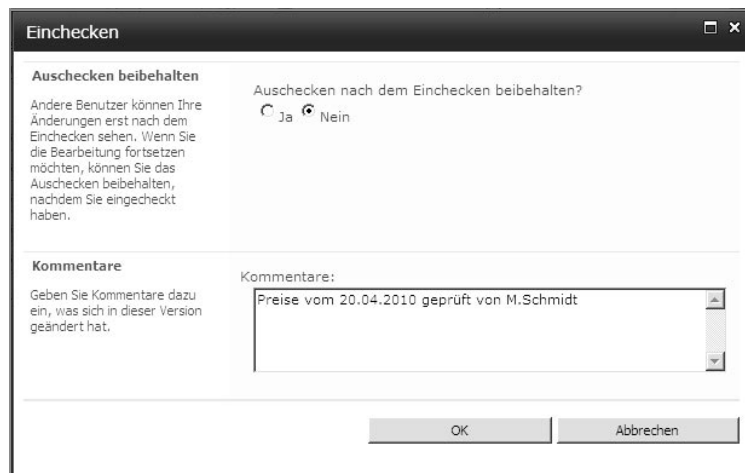 Einchecken
Auschecken beibehalten
Andere Benutzer können Ihre
Änderungen erst nach dem
Einchecken sehen. Wenn Sie
die Bearbeitung fortsetzen
möchten, können Sie das
Auschecken beibehalten,
nachdem Sie eingecheckt
haben.
Auschecken nach dem Einchecken beibehalten?
Ja Nein
Kommentare
Geben Sie Kommentare dazu
ein, was sich in dieser Version
geändert hat.
Kommentare:
Preise vom 20.04.2010 geprüft von M.Schmidt
OK Abbrechen